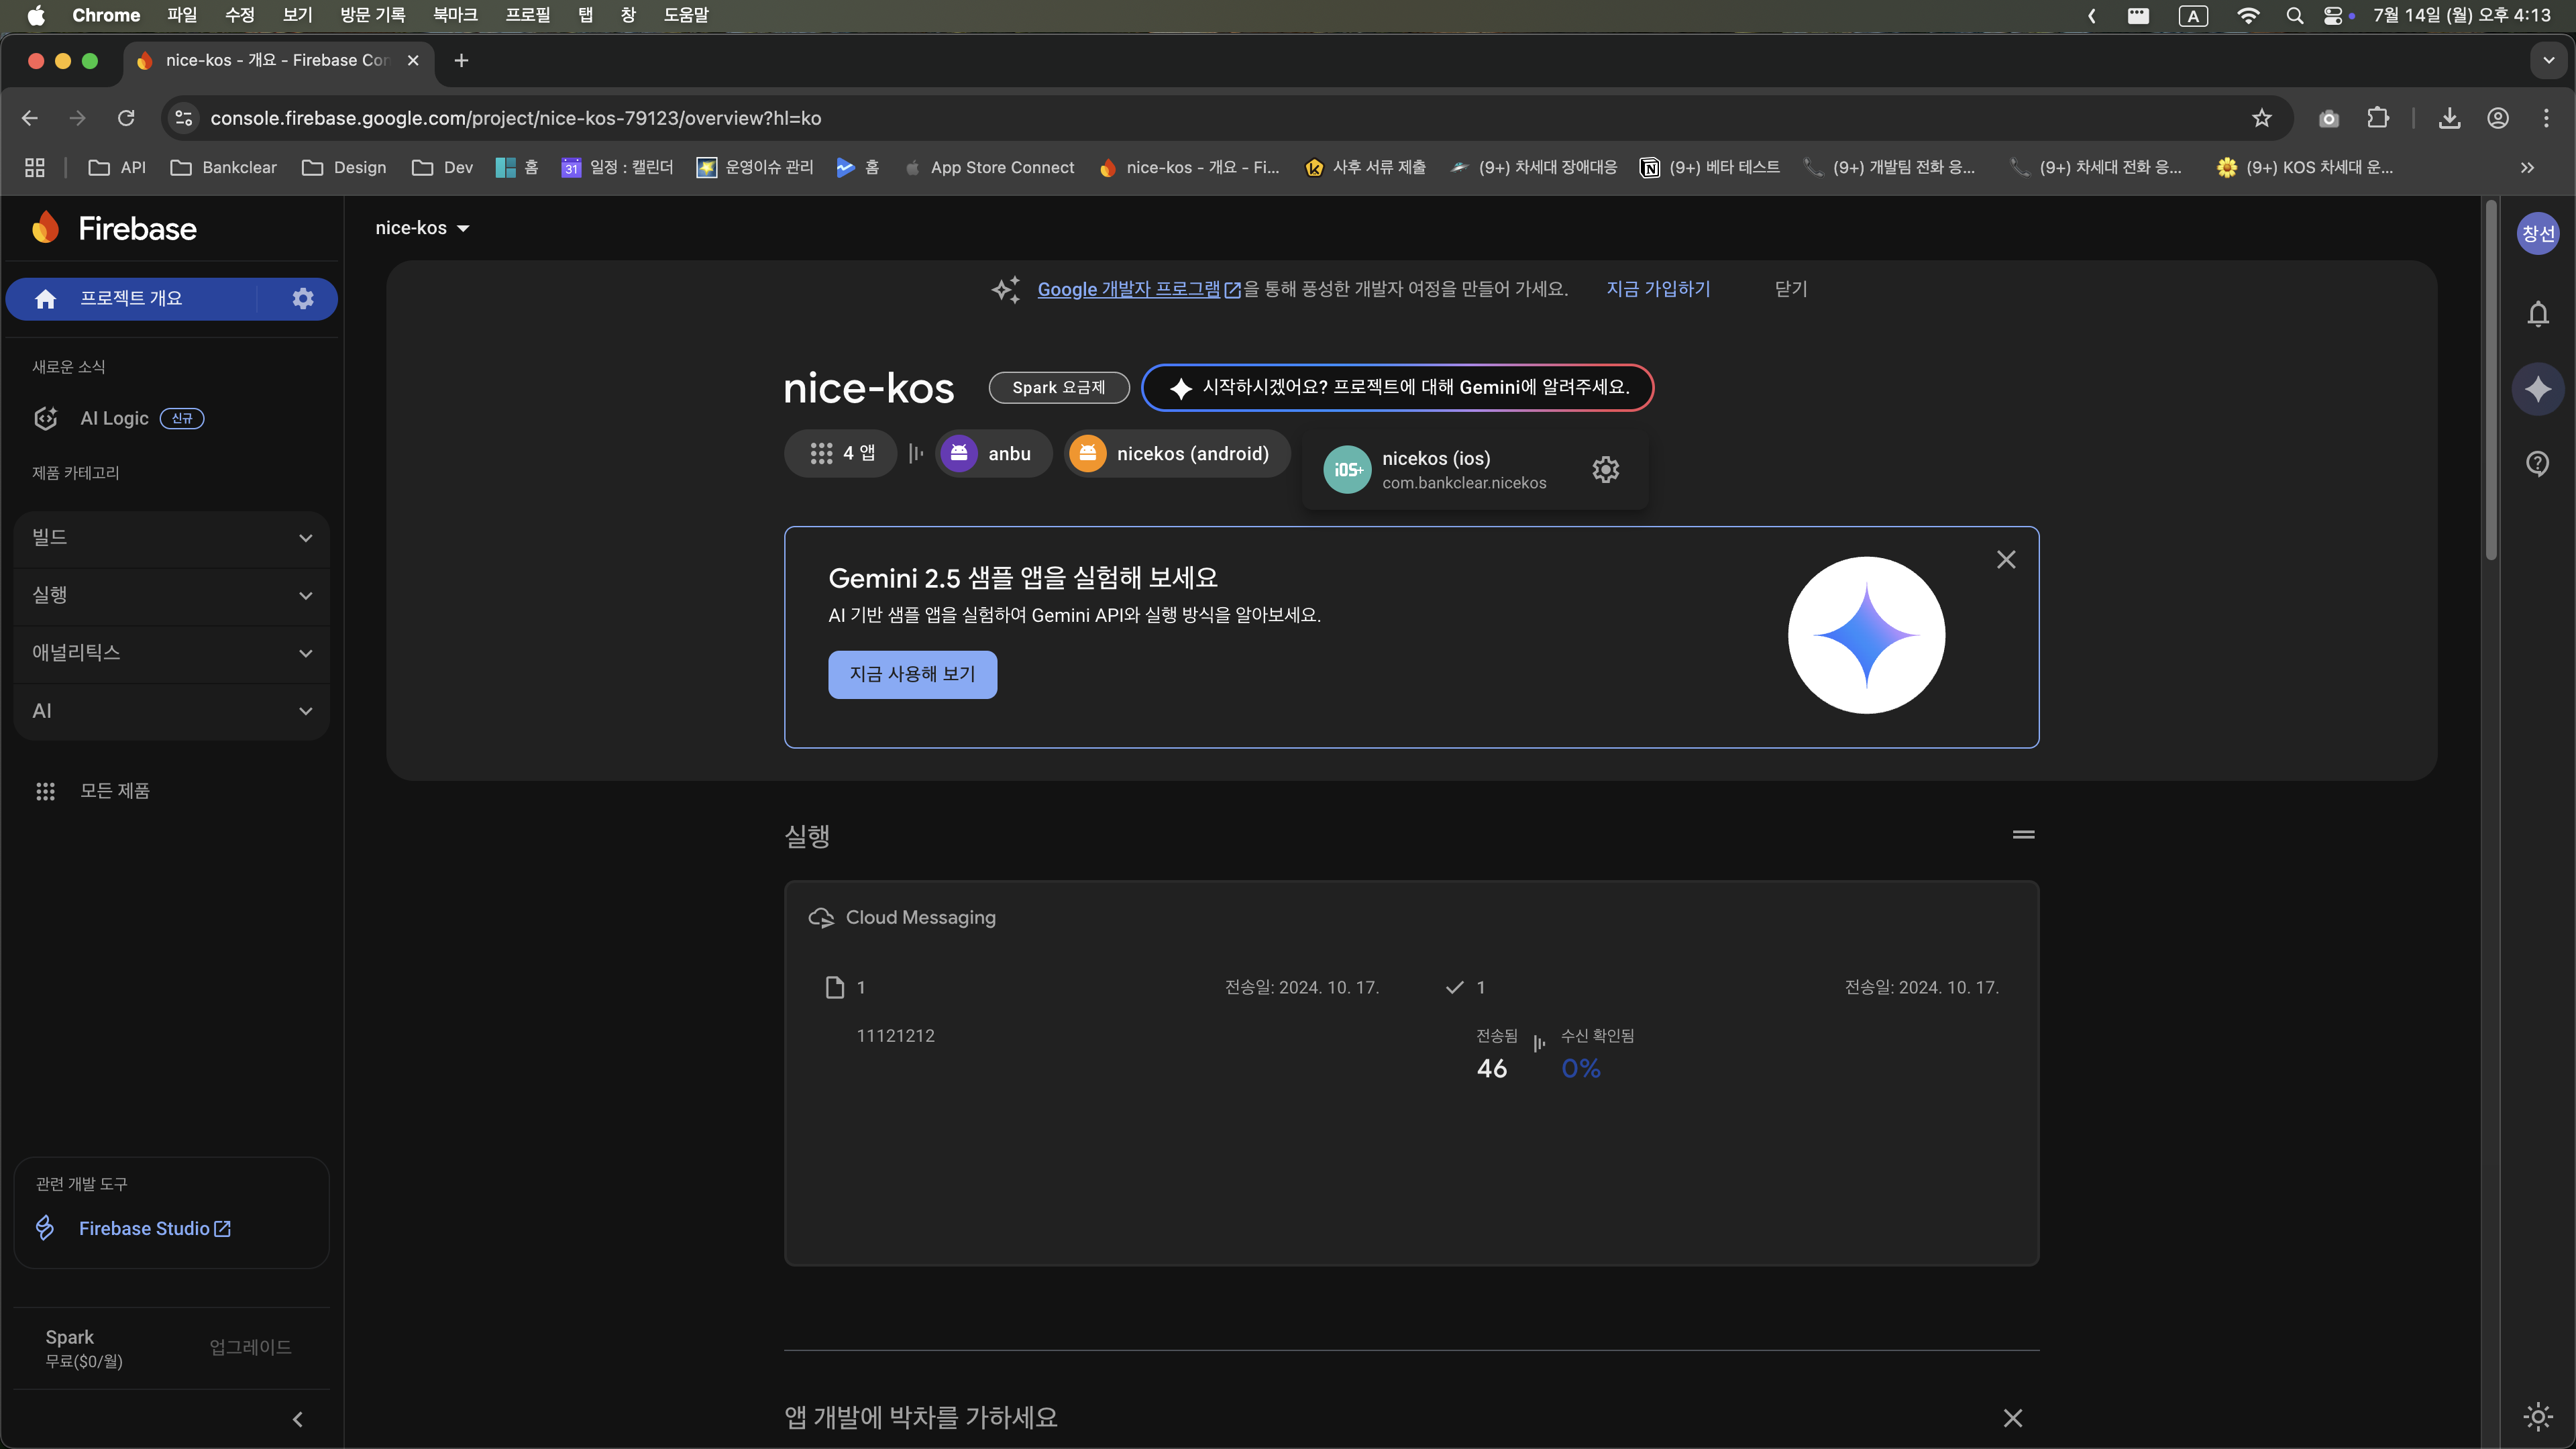 Chrome 파일 수정 보기 방문 기록 북마크 프로필 탭 창 도움말
A
7월 14일 (월) 오후 4:13
nice-kos - 개요 - Firebase Con
console.firebase.google.com/project/nice-kos-79123/overview?hl=ko
API Bankclear Design Dev 홈 31 일정 : 캘린더 운영이슈 관리 홈 App Store Connect nice-kos - 개요 - Fi... 사후 서류 제출 (9+) 차세대 장애대응 (9+) 베타 테스트 (9+) 개발팀 전화 응... (9+) 차세대 전화 응... (9+) KOS 차세대 운...
Firebase
프로젝트 개요
새로운 소식
AI Logic 신규
제품 카테고리
빌드
실행
애널리틱스
AI
모든 제품
관련 개발 도구
Firebase Studio
Spark
무료($0/월)
업그레이드
nice-kos
창선
Google 개발자 프로그램을 통해 풍성한 개발자 여정을 만들어 가세요. 지금 가입하기 닫기
nice-kos Spark 요금제 시작하시겠어요? 프로젝트에 대해 Gemini에 알려주세요.
4 앱 anbu nicekos (android)
iOS+ nicekos (ios)
com.bankclear.nicekos
Gemini 2.5 샘플 앱을 실험해 보세요
AI 기반 샘플 앱을 실험하여 Gemini API와 실행 방식을 알아보세요.
지금 사용해 보기
실행
Cloud Messaging
1 전송일: 2024. 10. 17.
11121212
1 전송일: 2024. 10. 17.
전송됨 수신 확인됨
46 0%
앱 개발에 박차를 가하세요